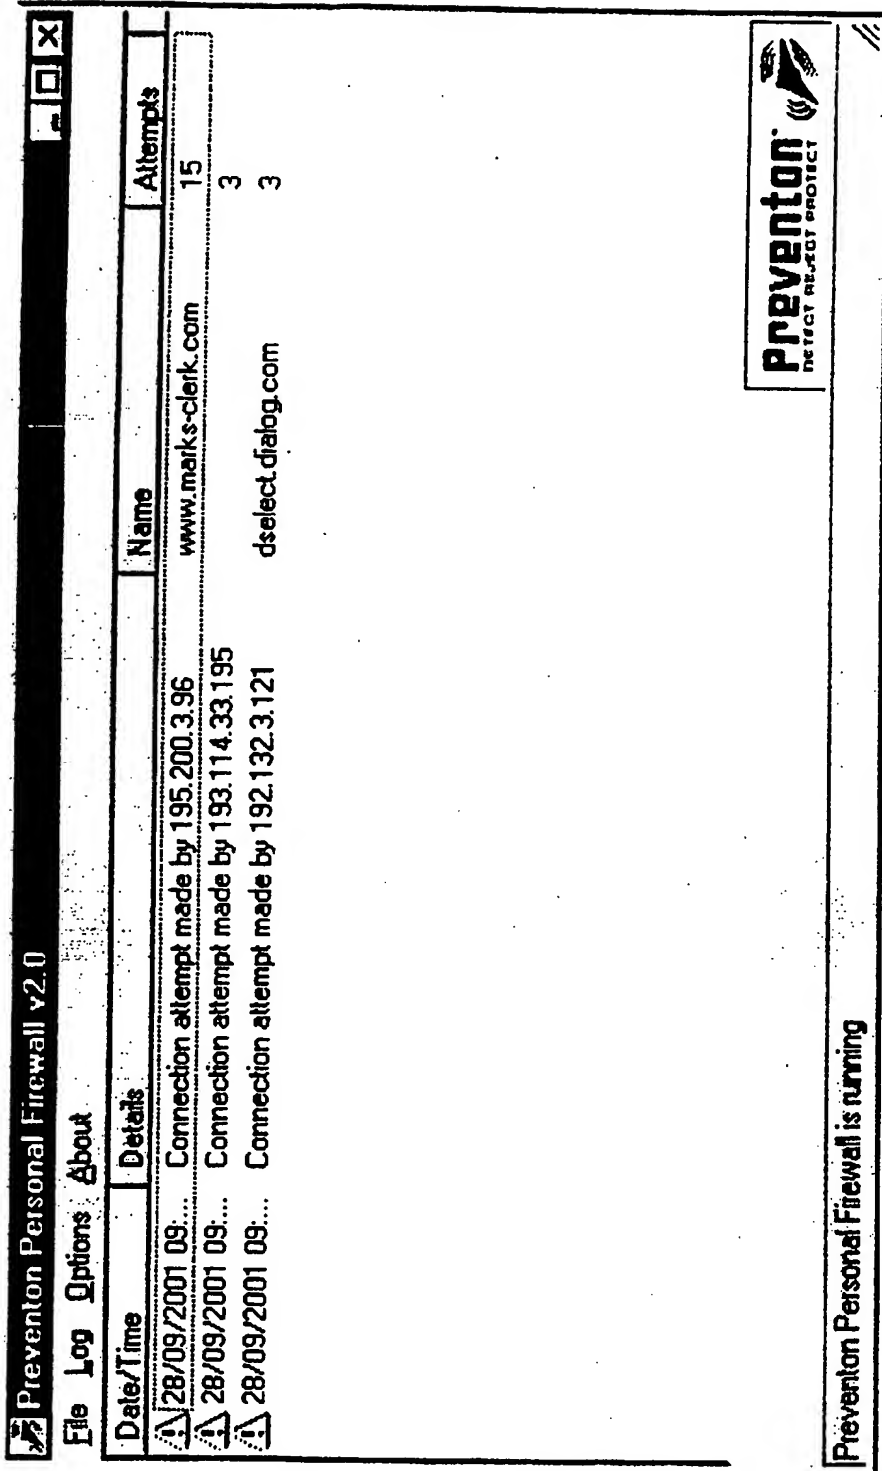 Preventon Personal Firewall v2.0
File Log Options About
Date/Time Details Name Attempts
28/09/2001 09:... Connection attempt made by 195.200.3.96 www.marks-clerk.com 15
28/09/2001 09:... Connection attempt made by 193.114.33.195 3
28/09/2001 09:... Connection attempt made by 192.132.3.121 dselect.dialog.com 3
Preventon
DETECT REJECT PROTECT
Preventon Personal Firewall is running